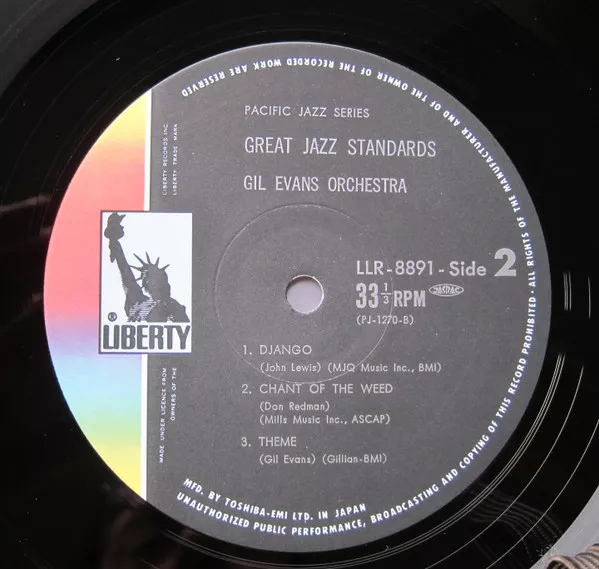 PACIFIC JAZZ SERIES
GREAT JAZZ STANDARDS
GIL EVANS ORCHESTRA
LIBERTY RECORDS INC.
LIBERTY TRADE MARK
LLR-8891-Side 2
33 1/3 RPM
JASRAC
(PJ-1270-B)
R
LIBERTY
1. DJANGO
(John Lewis) (MJQ Music Inc., BMI)
2. CHANT OF THE WEED
(Don Redman)
(Mills Music Inc., ASCAP)
3. THEME
(Gil Evans) (Gillian-BMI)
MADE UNDER LICENCE FROM
OWNERS OF THE
MFD. BY TOSHIBA-EMI LTD. IN JAPAN
UNAUTHORIZED PUBLIC PERFORMANCE, BROADCASTING AND COPYING OF THIS RECORD PROHIBITED · ALL RIGHTS OF THE MANUFACTURER AND OF THE OWNER OF THE RECORDED WORK ARE RESERVED